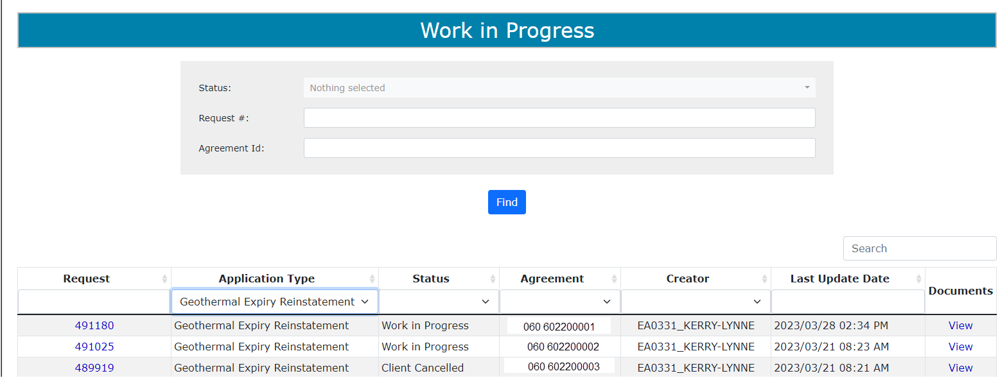 Work in Progress
Status: Nothing selected
Request #:
Agreement Id:
Find
Search
Request Application Type Status Agreement Creator Last Update Date Documents
Geothermal Expiry Reinstatement
491180 Geothermal Expiry Reinstatement Work in Progress 060 602200001 EA0331_KERRY-LYNNE 2023/03/28 02:34 PM View
491025 Geothermal Expiry Reinstatement Work in Progress 060 602200002 EA0331_KERRY-LYNNE 2023/03/21 08:23 AM View
489919 Geothermal Expiry Reinstatement Client Cancelled 060 602200003 EA0331_KERRY-LYNNE 2023/03/21 08:21 AM View